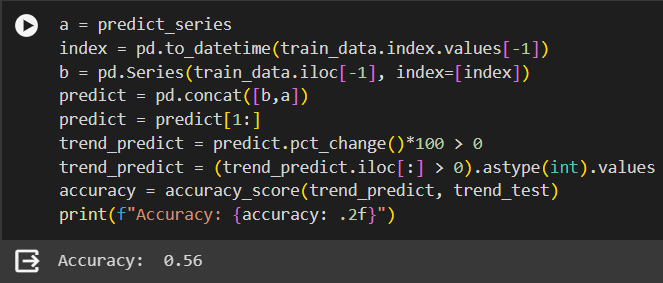 a = predict_series
index = pd.to_datetime(train_data.index.values[-1])
b = pd.Series(train_data.iloc[-1], index=[index])
predict = pd.concat([b,a])
predict = predict[1:]
trend_predict = predict.pct_change()*100 > 0
trend_predict = (trend_predict.iloc[:] > 0).astype(int).values
accuracy = accuracy_score(trend_predict, trend_test)
print(f"Accuracy: {accuracy: .2f}")
Accuracy:  0.56